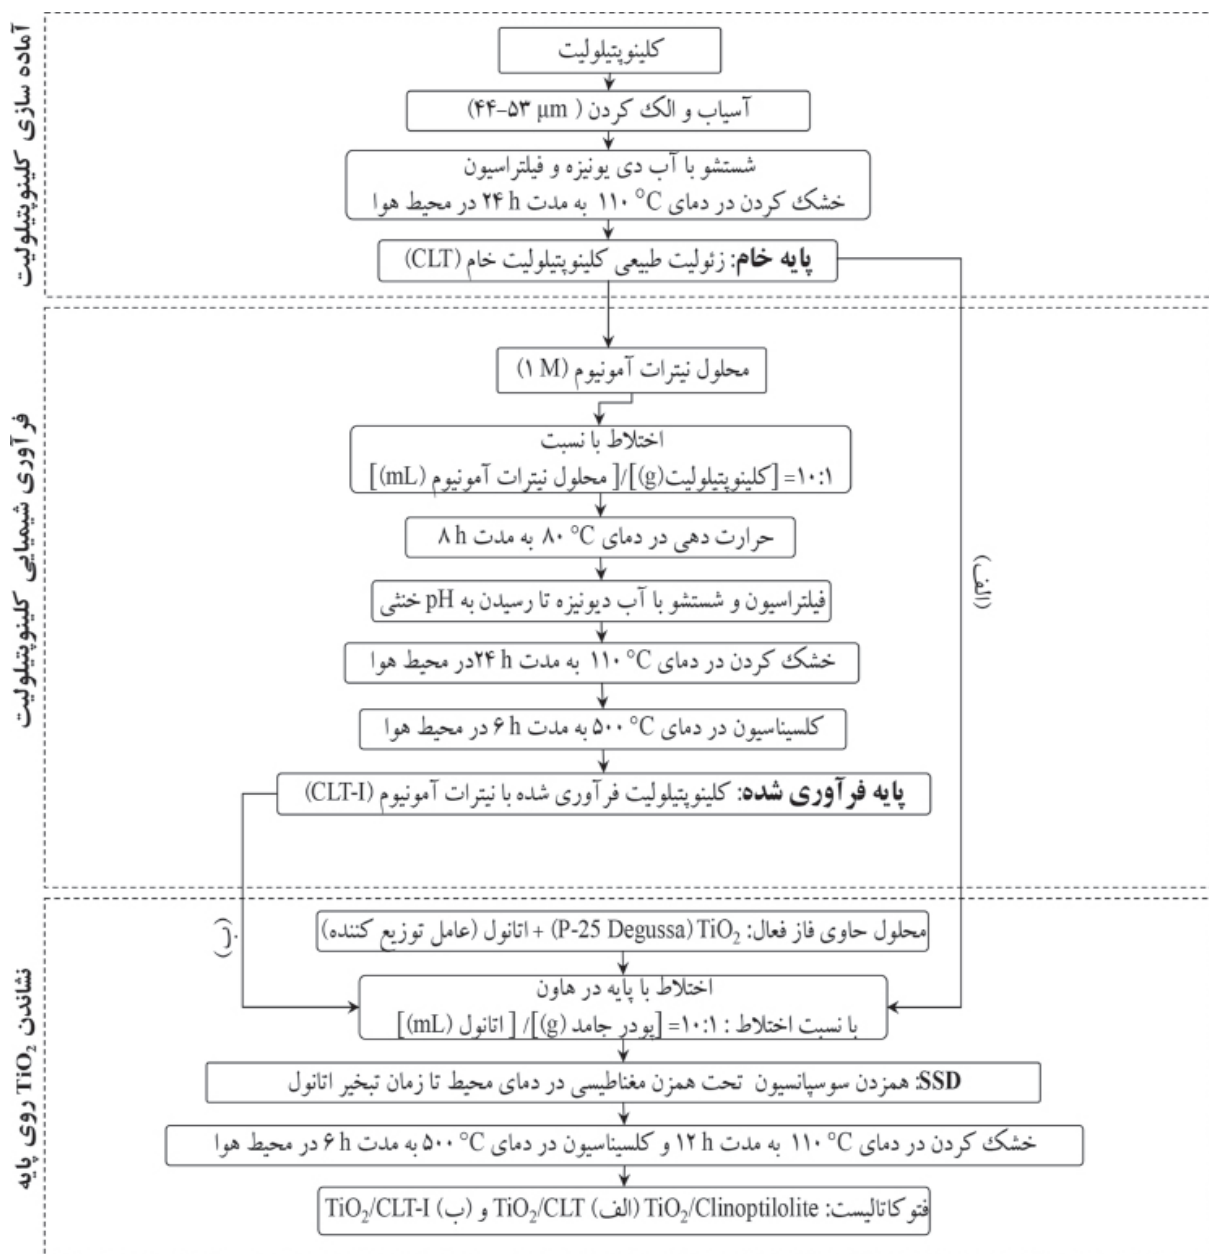 آماده سازی کلینوپتیلولیت
کلینوپتیلولیت
آسیاب و الک کردن ( ۴۴–۵۳ μm)
شستشو با آب دی یونیزه و فیلتراسیون
خشک کردن در دمای ۱۱۰ °C به مدت ۲۴ h در محیط هوا
پایه خام: زئولیت طبیعی کلینوپتیلولیت خام (CLT)
فرآوری شیمیایی کلینوپتیلولیت
محلول نیترات آمونیوم (۱ M)
اختلاط با نسبت
[محلول نیترات آمونیوم (mL)]/[کلینوپتیلولیت(g)]=۱۰:۱
حرارت دهی در دمای ۸۰ °C به مدت ۸ h
فیلتراسیون و شستشو با آب دیونیزه تا رسیدن به pH خنثی
خشک کردن در دمای ۱۱۰ °C به مدت ۲۴ hدر محیط هوا
کلسیناسیون در دمای ۵۰۰ °C به مدت ۶ h در محیط هوا
پایه فرآوری شده: کلینوپتیلولیت فرآوری شده با نیترات آمونیوم (CLT-I)
(الف)
(ب)
نشاندن TiO₂ روی پایه
محلول حاوی فاز فعال: TiO₂ (P-25 Degussa) + اتانول (عامل توزیع کننده)
اختلاط با پایه در هاون
با نسبت اختلاط : [اتانول (mL)]/[پودر جامد (g)]=۱۰:۱
SSD: همزدن سوسپانسیون تحت همزن مغناطیسی در دمای محیط تا زمان تبخیر اتانول
خشک کردن در دمای ۱۱۰ °C به مدت ۱۲ h و کلسیناسیون در دمای ۵۰۰ °C به مدت ۶ h در محیط هوا
فتوکاتالیست: TiO₂/Clinoptilolite (الف) TiO₂/CLT و (ب) TiO₂/CLT-I